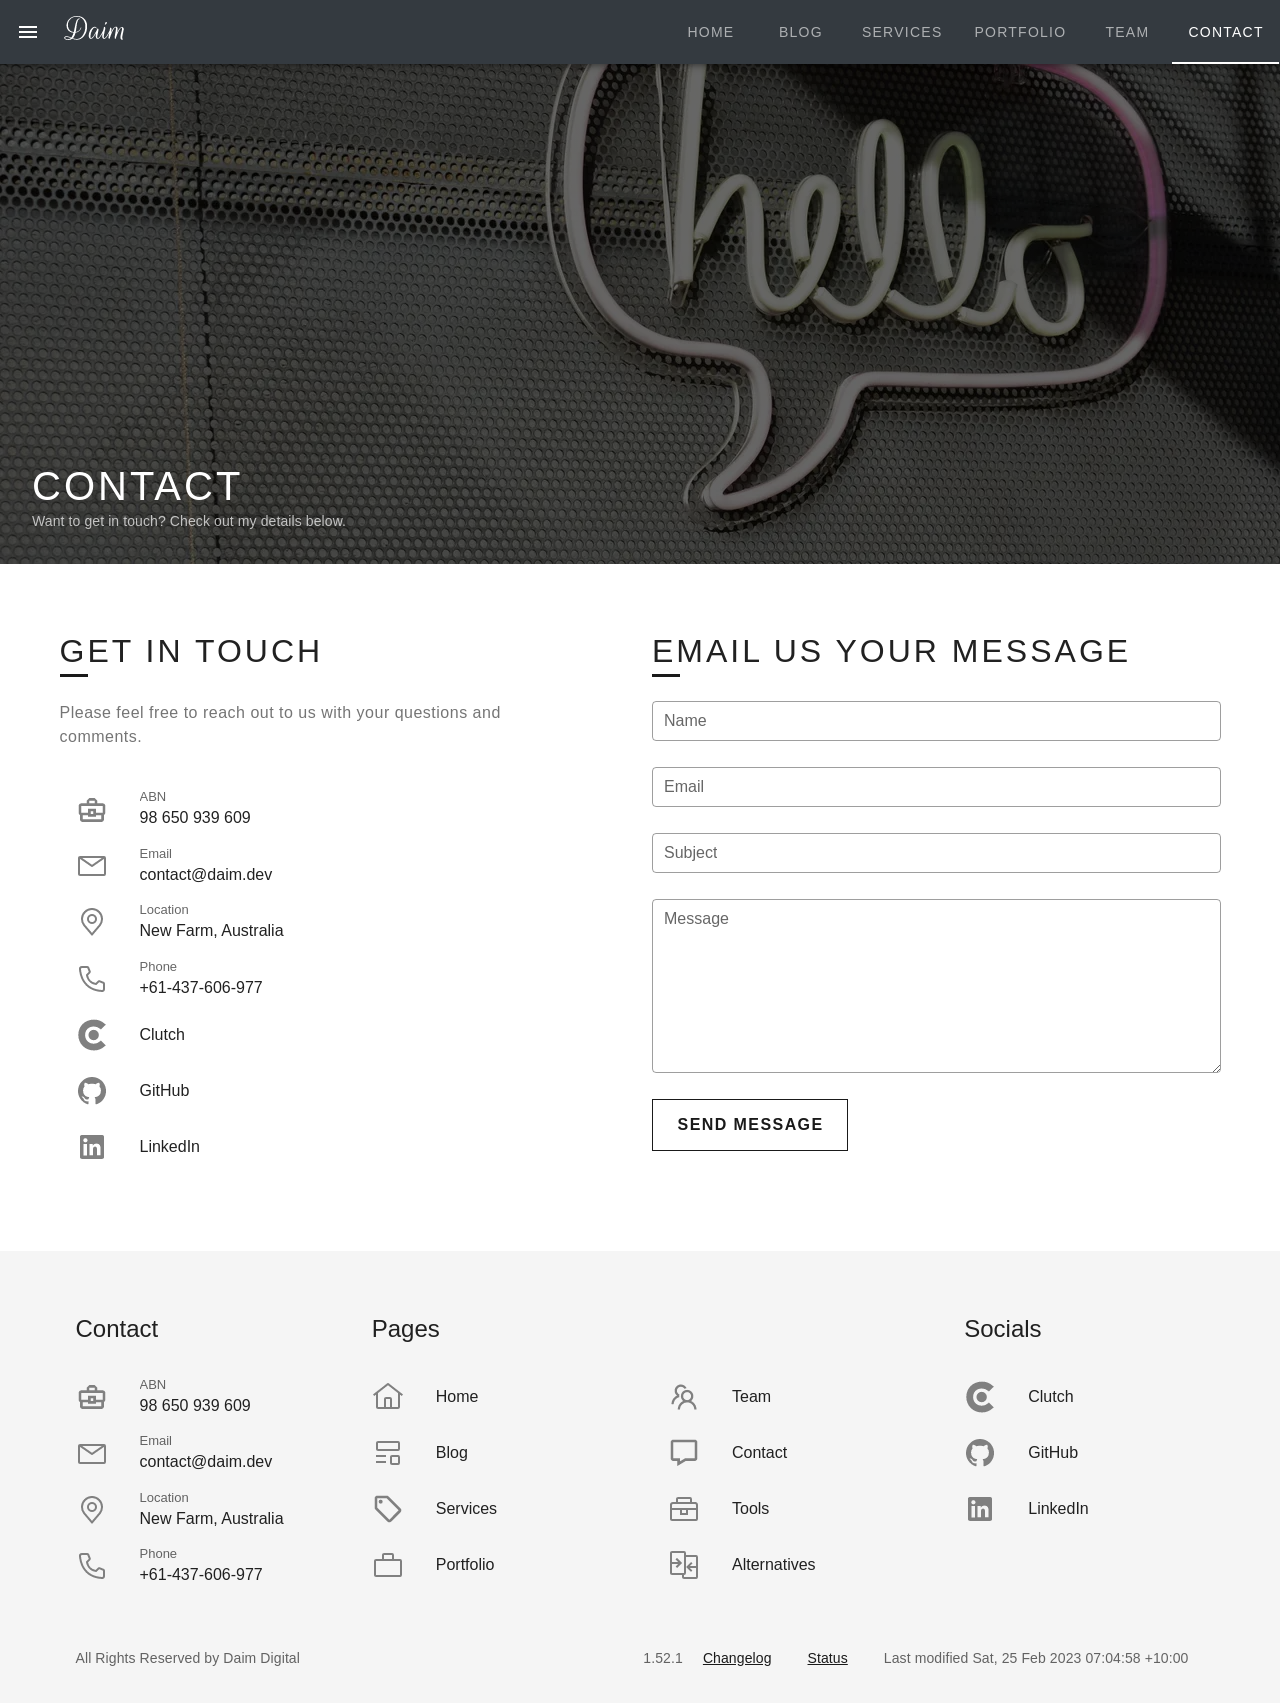 Daim
HOME BLOG SERVICES PORTFOLIO TEAM CONTACT
hello
CONTACT
Want to get in touch? Check out my details below.
GET IN TOUCH
Please feel free to reach out to us with your questions and
comments.
ABN
98 650 939 609
Email
contact@daim.dev
Location
New Farm, Australia
Phone
+61-437-606-977
Clutch
GitHub
LinkedIn
EMAIL US YOUR MESSAGE
Name
Email
Subject
Message
SEND MESSAGE
Contact
ABN
98 650 939 609
Email
contact@daim.dev
Location
New Farm, Australia
Phone
+61-437-606-977
Pages
Home
Blog
Services
Portfolio
Team
Contact
Tools
Alternatives
Socials
Clutch
GitHub
LinkedIn
All Rights Reserved by Daim Digital
1.52.1 Changelog Status Last modified Sat, 25 Feb 2023 07:04:58 +10:00